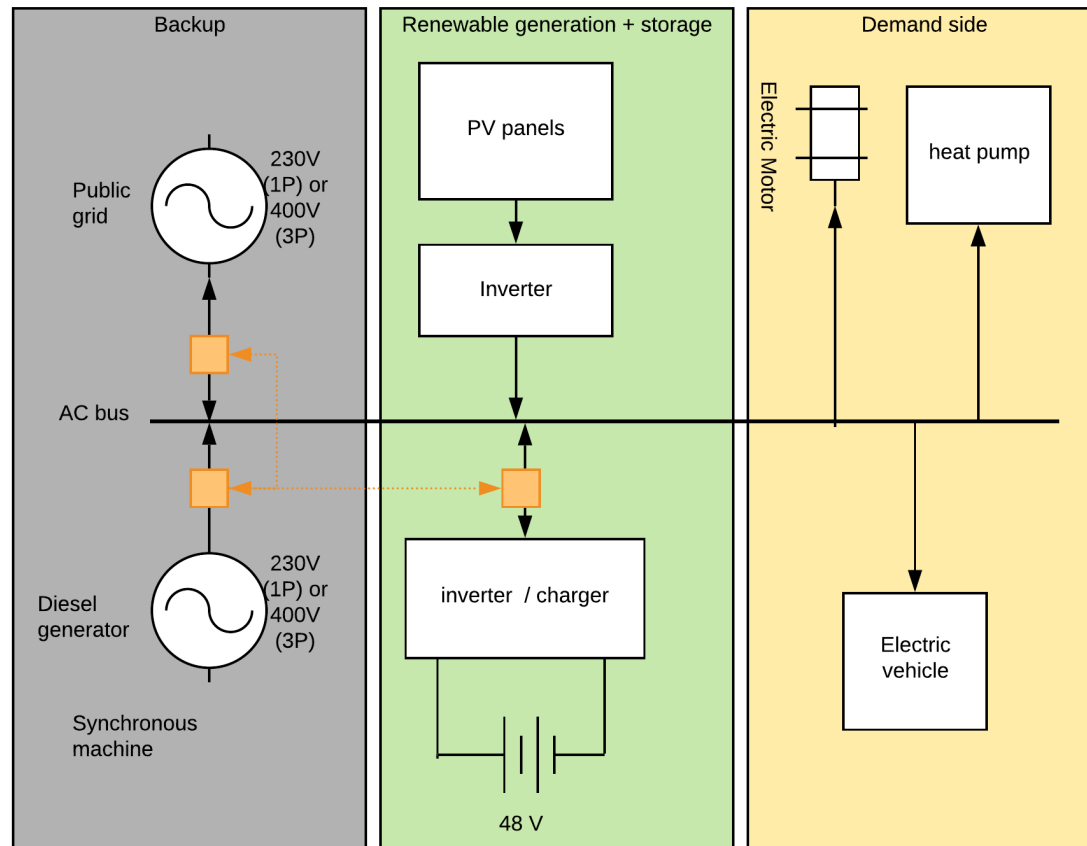 Backup
Renewable generation + storage
Demand side
Public
grid
230V
(1P) or
400V
(3P)
PV panels
Inverter
Electric Motor
heat pump
AC bus
Diesel
generator
230V
(1P) or
400V
(3P)
inverter / charger
Electric
vehicle
Synchronous
machine
48 V